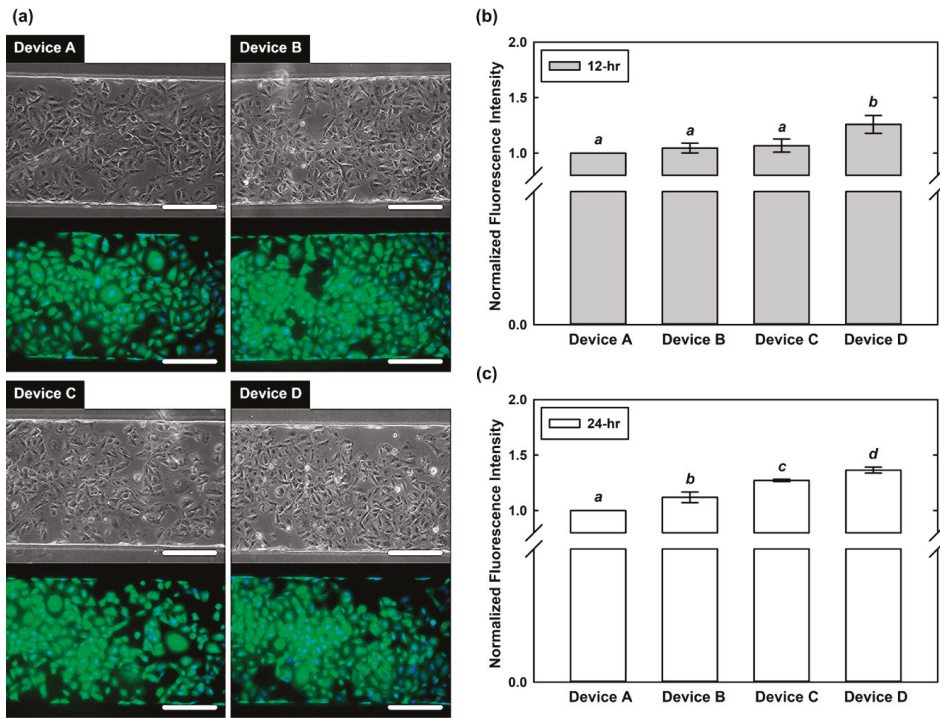 (a)
Device A
Device B
Device C
Device D
(b)
Normalized Fluorescence Intensity
2.0
1.5
1.0
0.0
12-hr
a
a
a
b
Device A
Device B
Device C
Device D
(c)
Normalized Fluorescence Intensity
2.0
1.5
1.0
0.0
24-hr
a
b
c
d
Device A
Device B
Device C
Device D